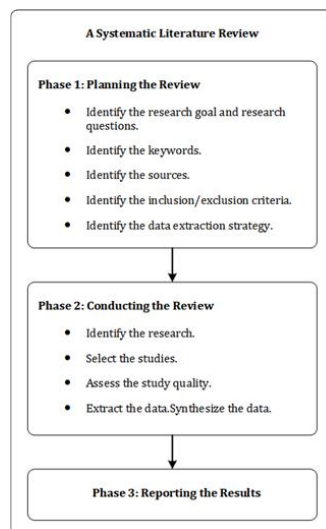 A Systematic Literature Review
Phase 1: Planning the Review
• Identify the research goal and research
questions.
• Identify the keywords.
• Identify the sources.
• Identify the inclusion/exclusion criteria.
• Identify the data extraction strategy.
Phase 2: Conducting the Review
• Identify the research.
• Select the studies.
• Assess the study quality.
• Extract the data.Synthesize the data.
Phase 3: Reporting the Results